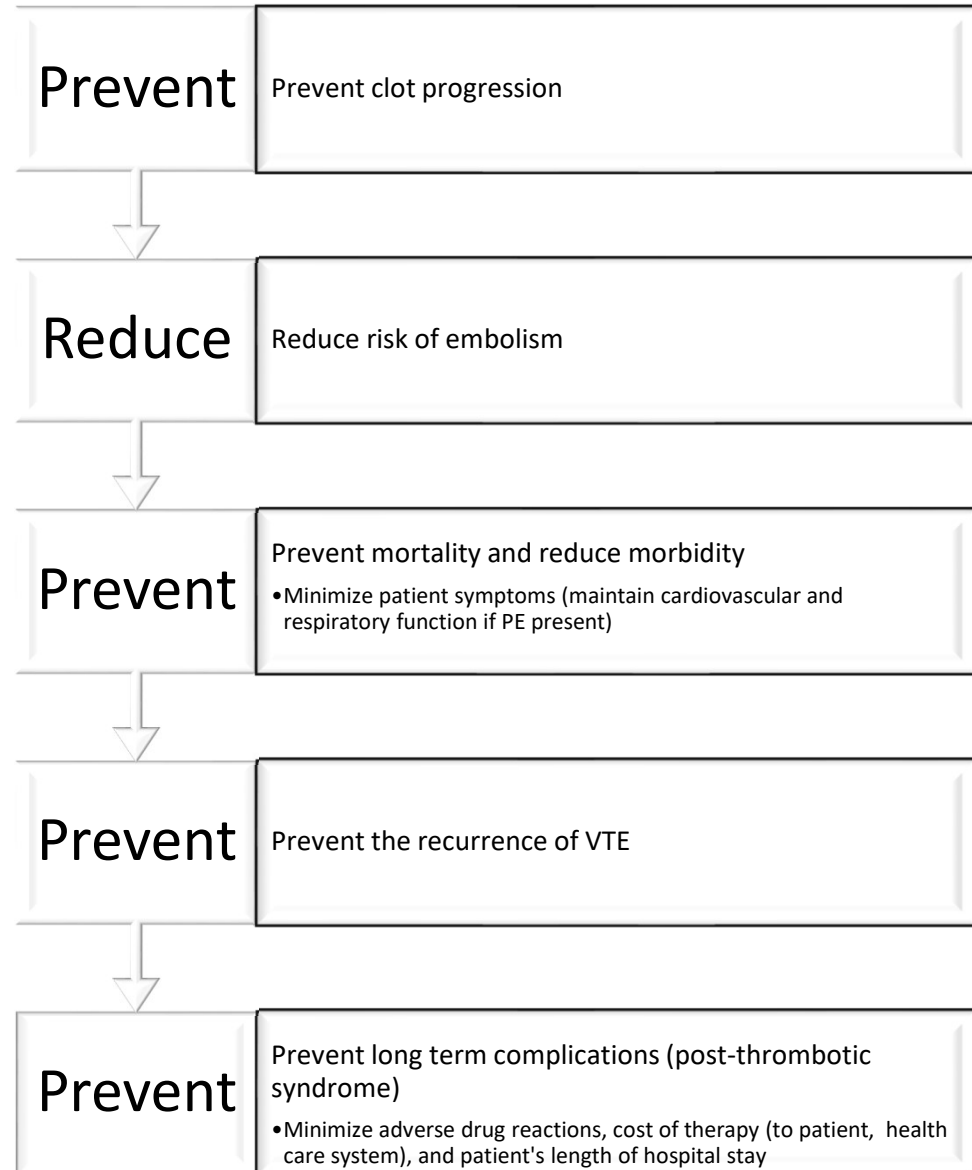 Prevent
Prevent clot progression
Reduce
Reduce risk of embolism
Prevent
Prevent mortality and reduce morbidity
•Minimize patient symptoms (maintain cardiovascular and
respiratory function if PE present)
Prevent
Prevent the recurrence of VTE
Prevent
Prevent long term complications (post-thrombotic
syndrome)
•Minimize adverse drug reactions, cost of therapy (to patient, health
care system), and patient's length of hospital stay